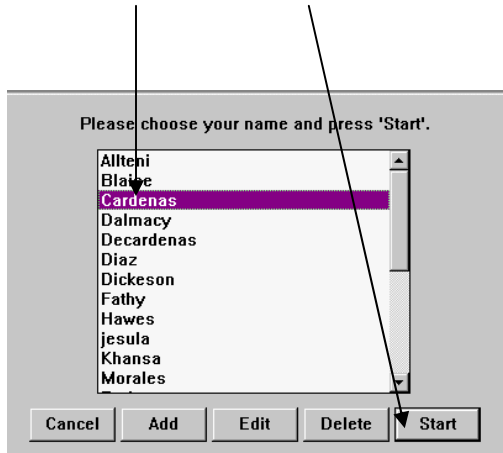 Please choose your name and press 'Start'.
Allteni
Blaine
Cardenas
Dalmacy
Decardenas
Diaz
Dickeson
Fathy
Hawes
jesula
Khansa
Morales
Cancel Add Edit Delete Start